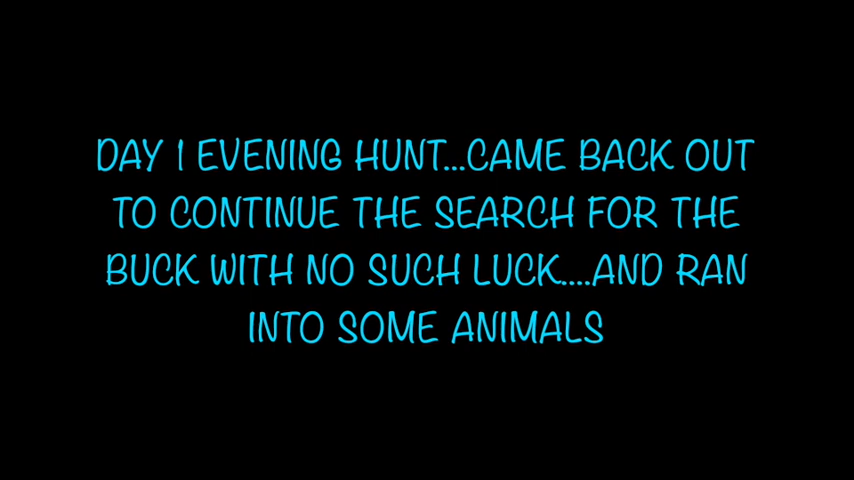 DAY 1 EVENING HUNT...CAME BACK OUT
TO CONTINUE THE SEARCH FOR THE
BUCK WITH NO SUCH LUCK....AND RAN
INTO SOME ANIMALS